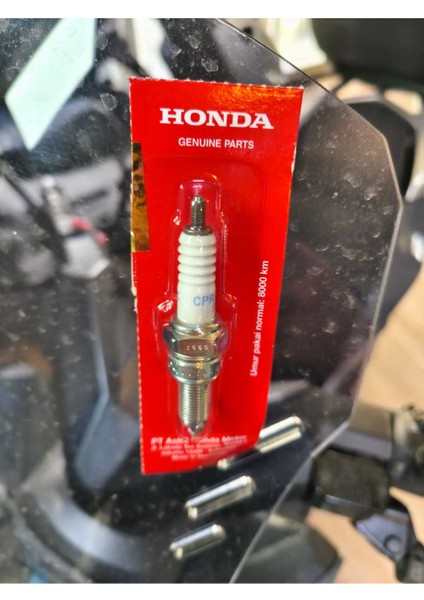 HONDA
GENUINE PARTS
CPR
Umur pakai normal: 8000 km
PT Astra Honda Motor